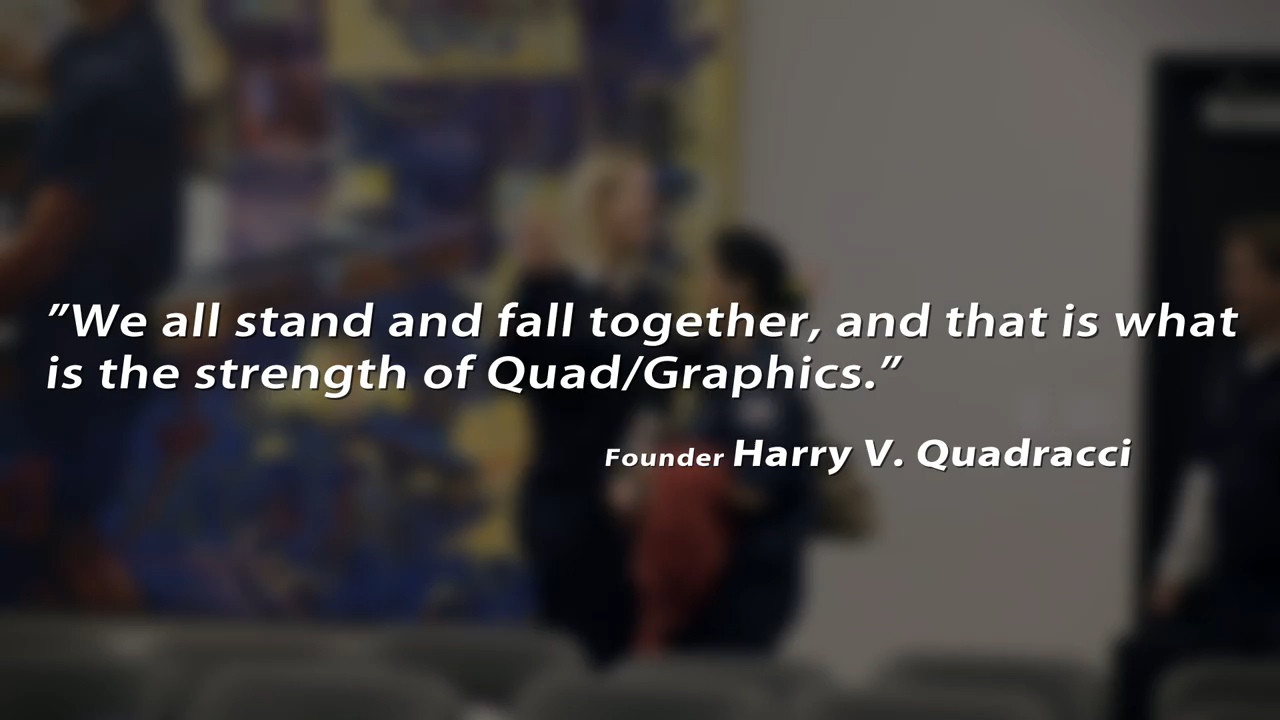 "We all stand and fall together, and that is what
is the strength of Quad/Graphics."
Founder Harry V. Quadracci